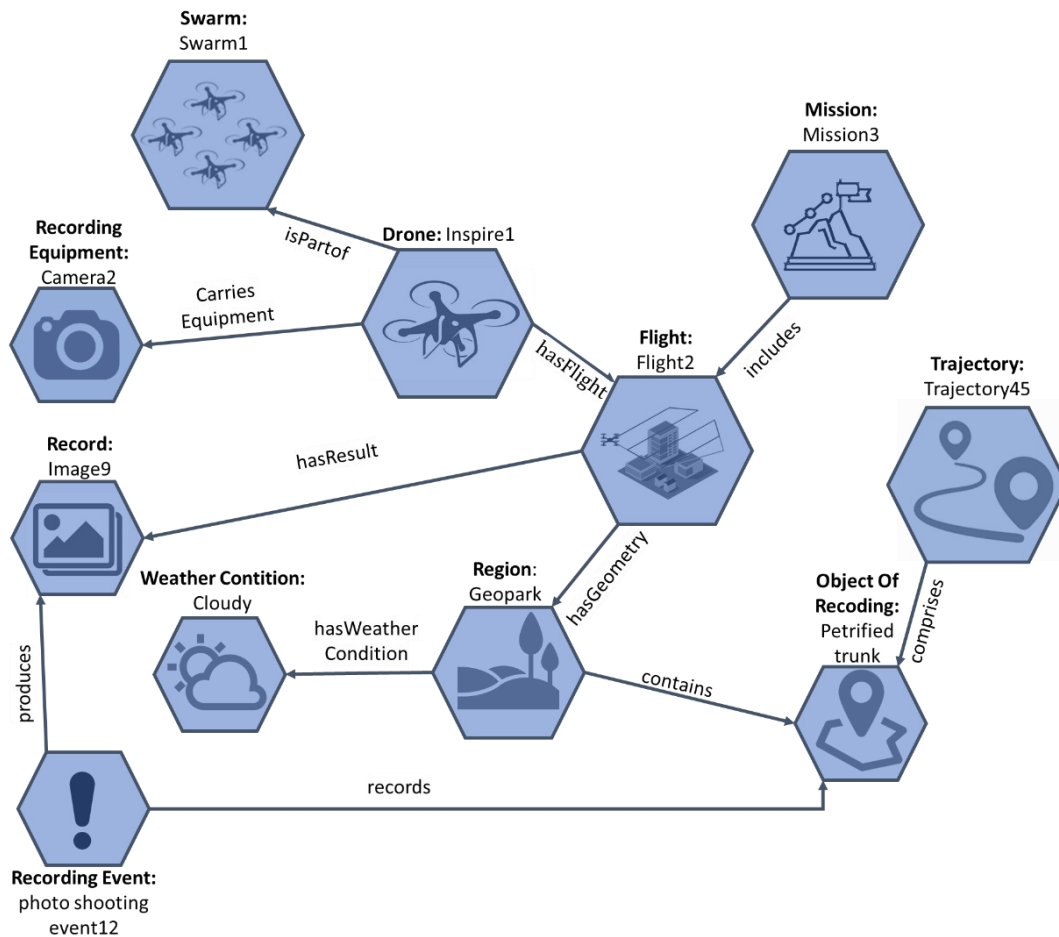 Swarm:
Swarm1
Mission:
Mission3
isPartof
Drone: Inspire1
Recording
Equipment:
Camera2
Carries
Equipment
hasFlight
Flight:
Flight2
includes
Trajectory:
Trajectory45
Record:
Image9
hasResult
Weather Contition:
Cloudy
hasWeather
Condition
Region:
Geopark
hasGeometry
Object Of
Recoding:
Petrified
trunk
comprises
contains
produces
records
Recording Event:
photo shooting
event12